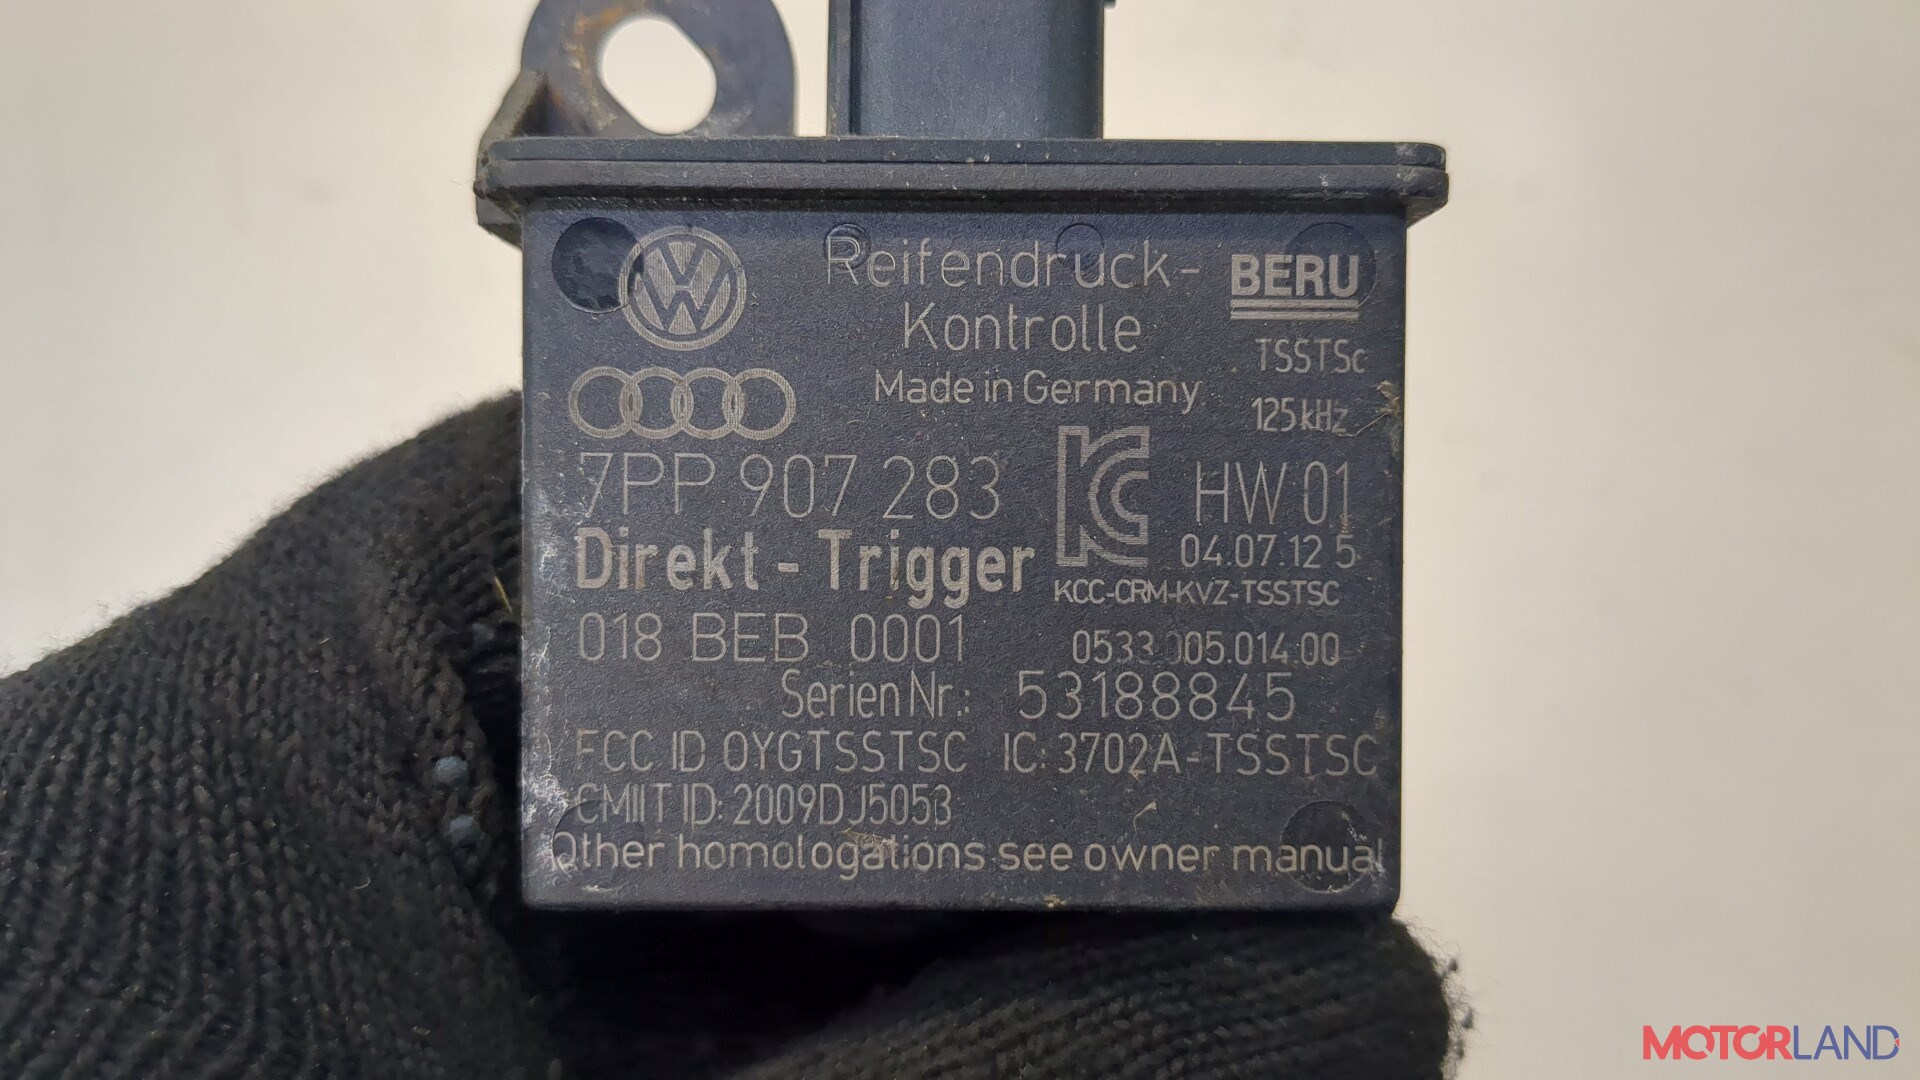 Reifendruck-
Kontrolle
BERU
TSSTSc
Made in Germany
125 kHz
7PP 907 283
HW 01
Direkt - Trigger
04.07.12 5
KCC-CRM-KVZ-TSSTSC
018 BEB 0001
0533.005.014.00
Serien Nr.: 53188845
FCC ID OYGTSSTSC IC: 3702A-TSSTSC
CMIIT ID: 2009DJ5053
Other homologations see owner manual
MOTORLAND